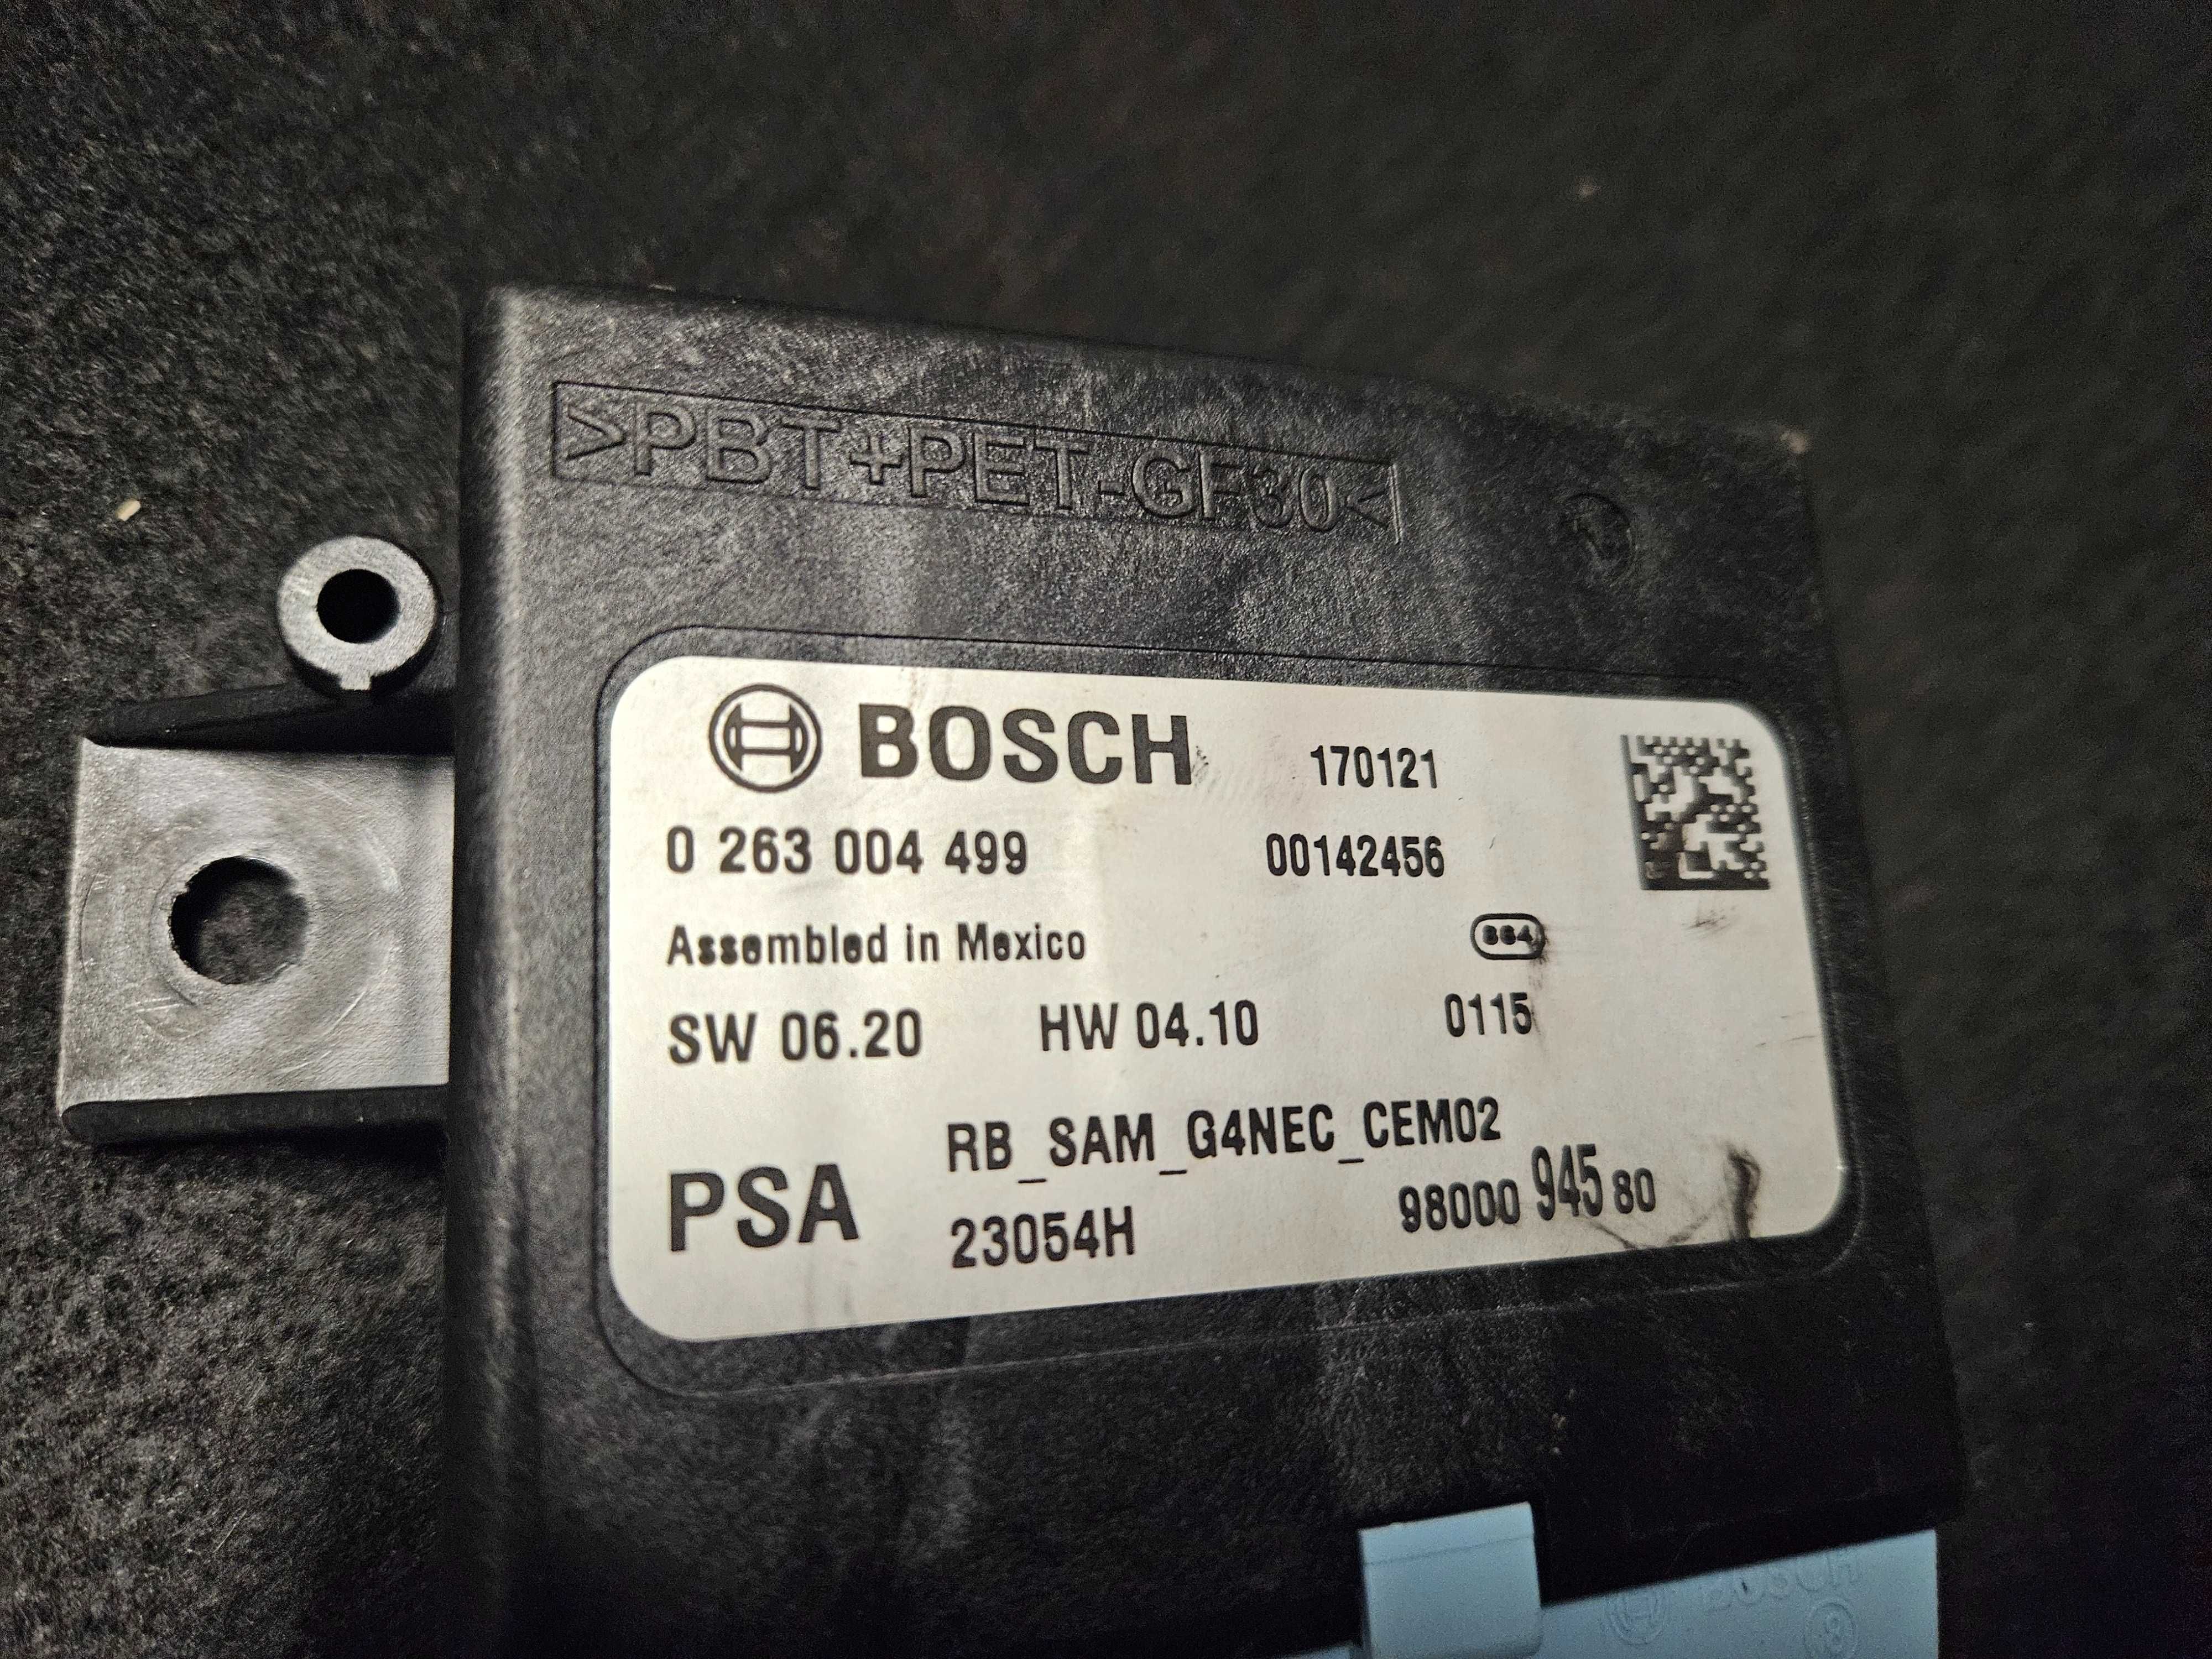 >PBT+PET-GF30<
BOSCH 170121
0 263 004 499 00142456
Assembled in Mexico
SW 06.20 HW 04.10 0115
RB_SAM_G4NEC_CEM02
PSA
23054H 98000 945 80
BOSCH